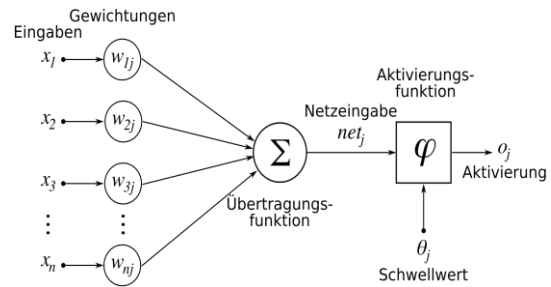 Gewichtungen
Eingaben
x1 w1j
x2 w2j
x3 w3j
⋮ ⋮
xn wnj
Σ
Übertragungs-
funktion
Netzeingabe
netj
Aktivierungs-
funktion
φ
oj
Aktivierung
θj
Schwellwert